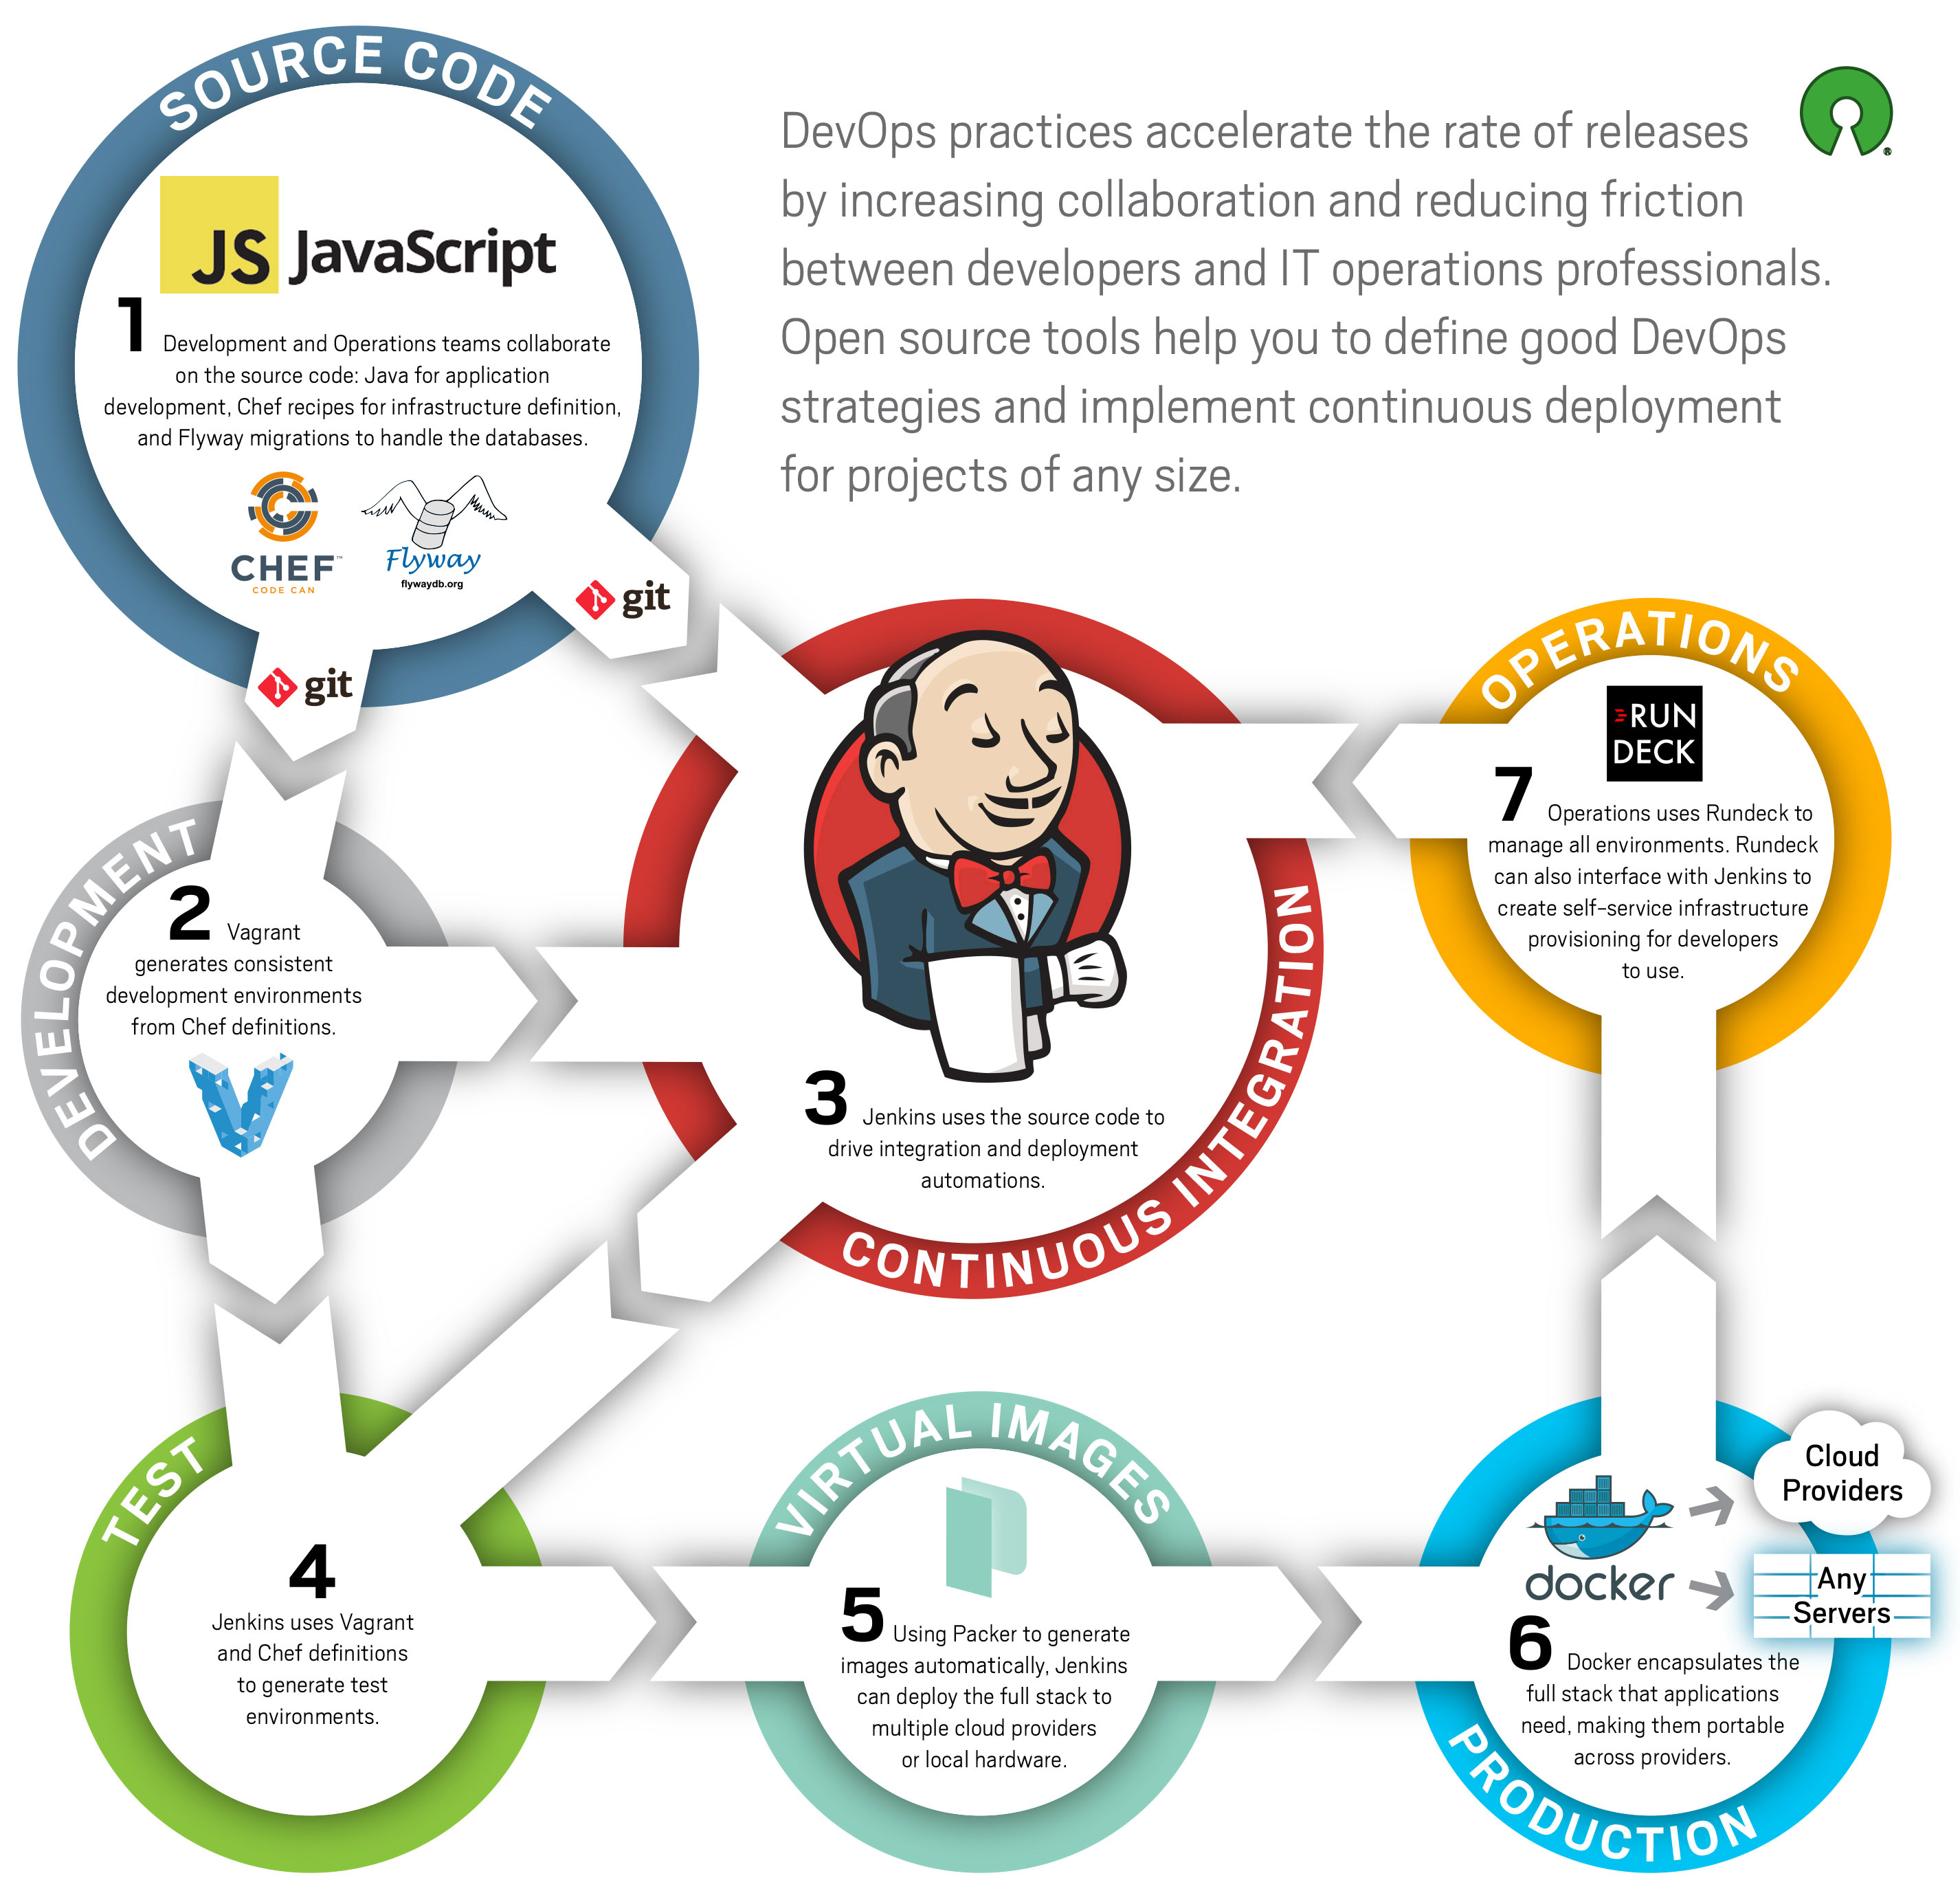 SOURCE CODE
JS JavaScript
1 Development and Operations teams collaborate
on the source code: Java for application
development, Chef recipes for infrastructure definition,
and Flyway migrations to handle the databases.
CHEF™
CODE CAN
Flyway
flywaydb.org
git
git
DevOps practices accelerate the rate of releases
by increasing collaboration and reducing friction
between developers and IT operations professionals.
Open source tools help you to define good DevOps
strategies and implement continuous deployment
for projects of any size.
®
DEVELOPMENT
2 Vagrant
generates consistent
development environments
from Chef definitions.
3 Jenkins uses the source code to
drive integration and deployment
automations.
CONTINUOUS INTEGRATION
OPERATIONS
RUN
DECK
7 Operations uses Rundeck to
manage all environments. Rundeck
can also interface with Jenkins to
create self-service infrastructure
provisioning for developers
to use.
TEST
4
Jenkins uses Vagrant
and Chef definitions
to generate test
environments.
VIRTUAL IMAGES
5 Using Packer to generate
images automatically, Jenkins
can deploy the full stack to
multiple cloud providers
or local hardware.
docker
Cloud
Providers
Any
Servers
6 Docker encapsulates the
full stack that applications
need, making them portable
across providers.
PRODUCTION